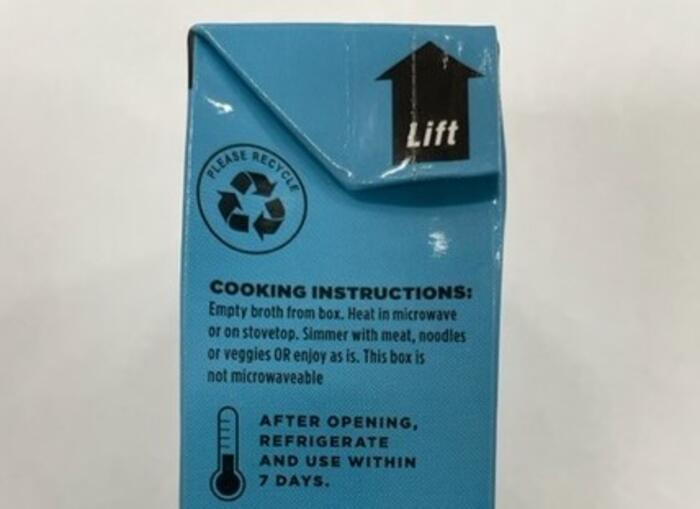 Lift
PLEASE RECYCLE
COOKING INSTRUCTIONS:
Empty broth from box. Heat in microwave
or on stovetop. Simmer with meat, noodles
or veggies OR enjoy as is. This box is
not microwaveable
AFTER OPENING,
REFRIGERATE
AND USE WITHIN
7 DAYS.